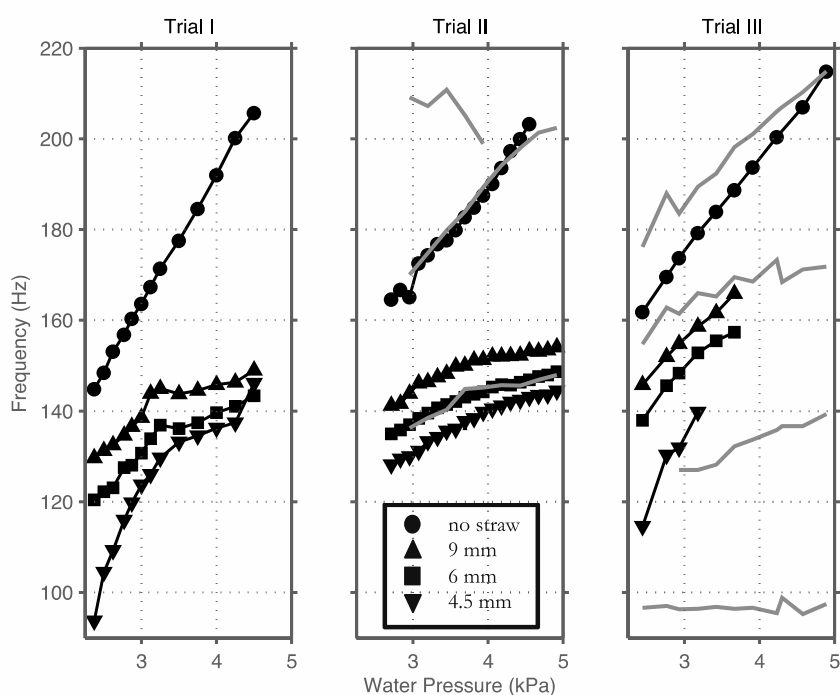 Trial I
Trial II
Trial III
220
200
180
160
140
120
100
Frequency (Hz)
no straw
9 mm
6 mm
4.5 mm
3
4
5
3
4
5
3
4
5
Water Pressure (kPa)